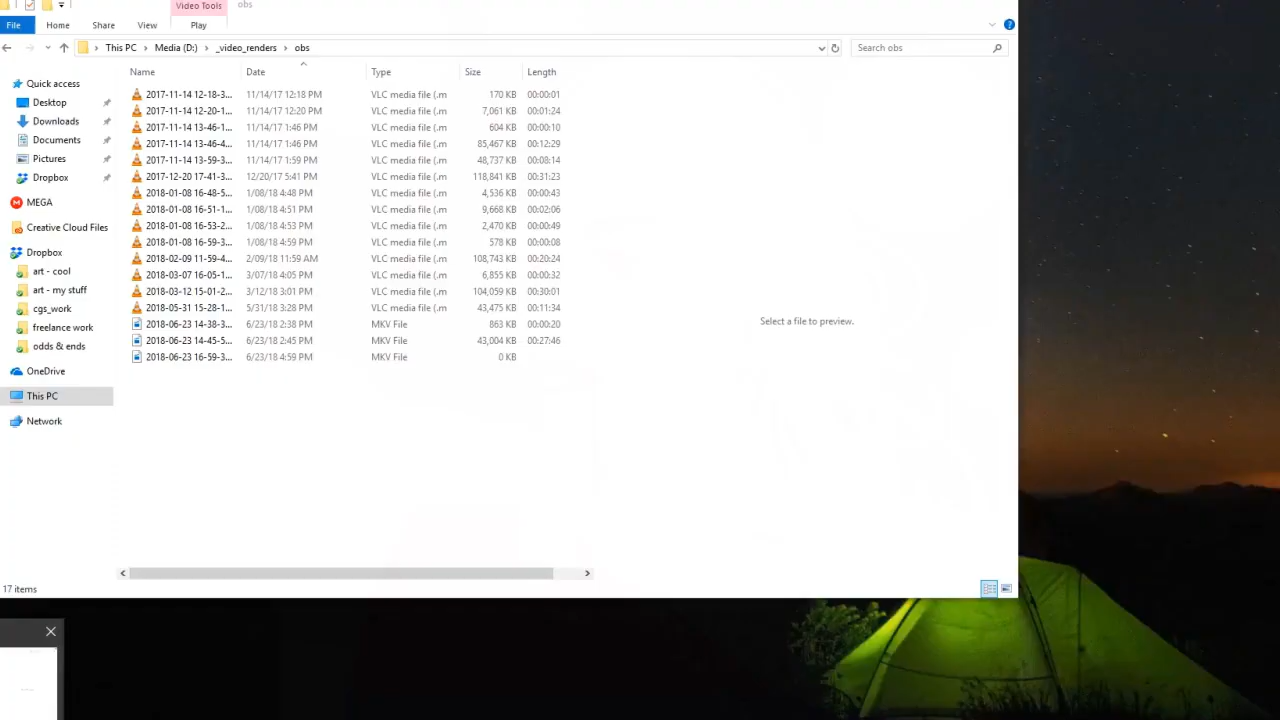 Video Tools obs
File Home Share View Play
This PC Media (D:) _video_renders obs Search obs
Name Date Type Size Length
Quick access
Desktop
Downloads
Documents
Pictures
Dropbox
MEGA
Creative Cloud Files
Dropbox
art - cool
art - my stuff
cgs_work
freelance work
odds & ends
OneDrive
This PC
Network
2017-11-14 12-18-3... 11/14/17 12:18 PM VLC media file (.m 170 KB 00:00:01
2017-11-14 12-20-1... 11/14/17 12:20 PM VLC media file (.m 7,061 KB 00:01:24
2017-11-14 13-46-1... 11/14/17 1:46 PM VLC media file (.m 604 KB 00:00:10
2017-11-14 13-46-4... 11/14/17 1:46 PM VLC media file (.m 85,467 KB 00:12:29
2017-11-14 13-59-3... 11/14/17 1:59 PM VLC media file (.m 48,737 KB 00:08:14
2017-12-20 17-41-3... 12/20/17 5:41 PM VLC media file (.m 118,841 KB 00:31:23
2018-01-08 16-48-5... 1/08/18 4:48 PM VLC media file (.m 4,536 KB 00:00:43
2018-01-08 16-51-1... 1/08/18 4:51 PM VLC media file (.m 9,668 KB 00:02:06
2018-01-08 16-53-2... 1/08/18 4:53 PM VLC media file (.m 2,470 KB 00:00:49
2018-01-08 16-59-3... 1/08/18 4:59 PM VLC media file (.m 578 KB 00:00:08
2018-02-09 11-59-4... 2/09/18 11:59 AM VLC media file (.m 108,743 KB 00:20:24
2018-03-07 16-05-1... 3/07/18 4:05 PM VLC media file (.m 6,855 KB 00:00:32
2018-03-12 15-01-2... 3/12/18 3:01 PM VLC media file (.m 104,059 KB 00:30:01
2018-05-31 15-28-1... 5/31/18 3:28 PM VLC media file (.m 43,475 KB 00:11:34
2018-06-23 14-38-3... 6/23/18 2:38 PM MKV File 863 KB 00:00:20
2018-06-23 14-45-5... 6/23/18 2:45 PM MKV File 43,004 KB 00:27:46
2018-06-23 16-59-3... 6/23/18 4:59 PM MKV File 0 KB
Select a file to preview.
17 items